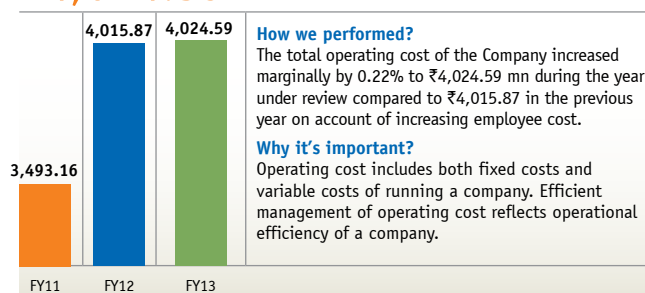 4,015.87 4,024.59
3,493.16
FY11 FY12 FY13
How we performed?
The total operating cost of the Company increased
marginally by 0.22% to ₹4,024.59 mn during the year
under review compared to ₹4,015.87 in the previous
year on account of increasing employee cost.
Why it's important?
Operating cost includes both fixed costs and
variable costs of running a company. Efficient
management of operating cost reflects operational
efficiency of a company.